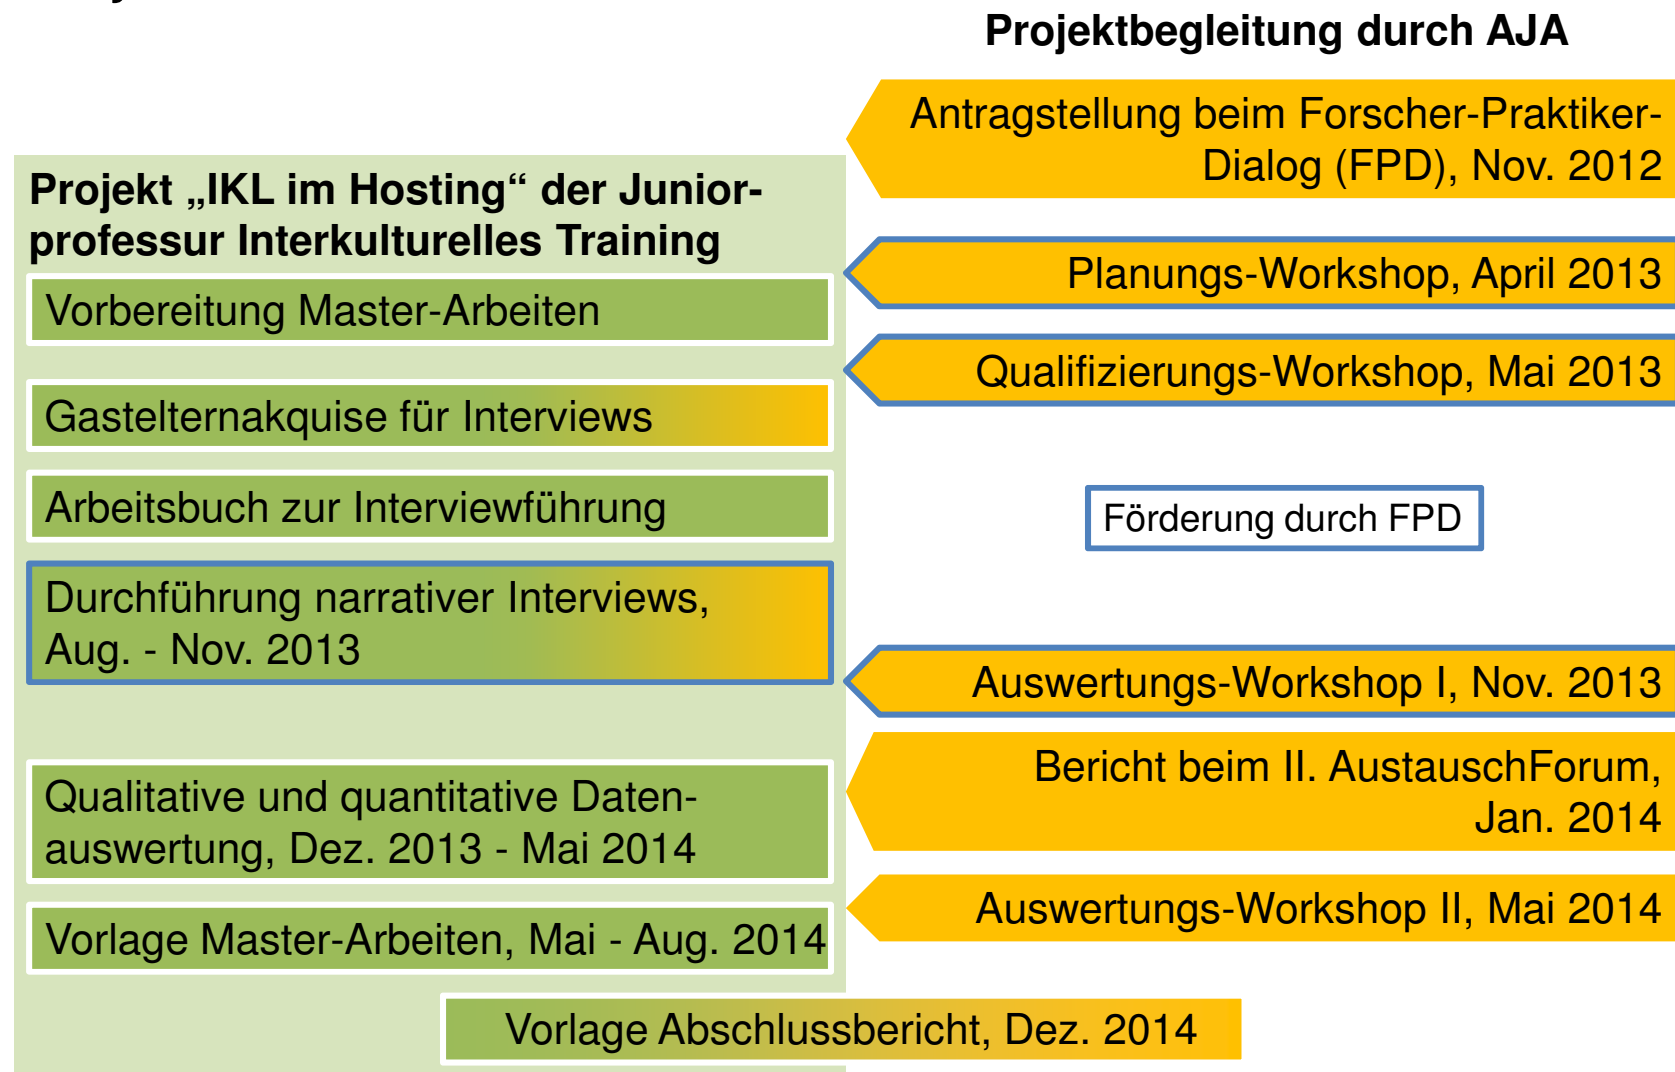 Projektbegleitung durch AJA
Antragstellung beim Forscher-Praktiker-
Dialog (FPD), Nov. 2012
Projekt „IKL im Hosting“ der Junior-
professur Interkulturelles Training
Planungs-Workshop, April 2013
Vorbereitung Master-Arbeiten
Qualifizierungs-Workshop, Mai 2013
Gastelternakquise für Interviews
Arbeitsbuch zur Interviewführung
Förderung durch FPD
Durchführung narrativer Interviews,
Aug. - Nov. 2013
Auswertungs-Workshop I, Nov. 2013
Bericht beim II. AustauschForum,
Jan. 2014
Qualitative und quantitative Daten-
auswertung, Dez. 2013 - Mai 2014
Auswertungs-Workshop II, Mai 2014
Vorlage Master-Arbeiten, Mai - Aug. 2014
Vorlage Abschlussbericht, Dez. 2014